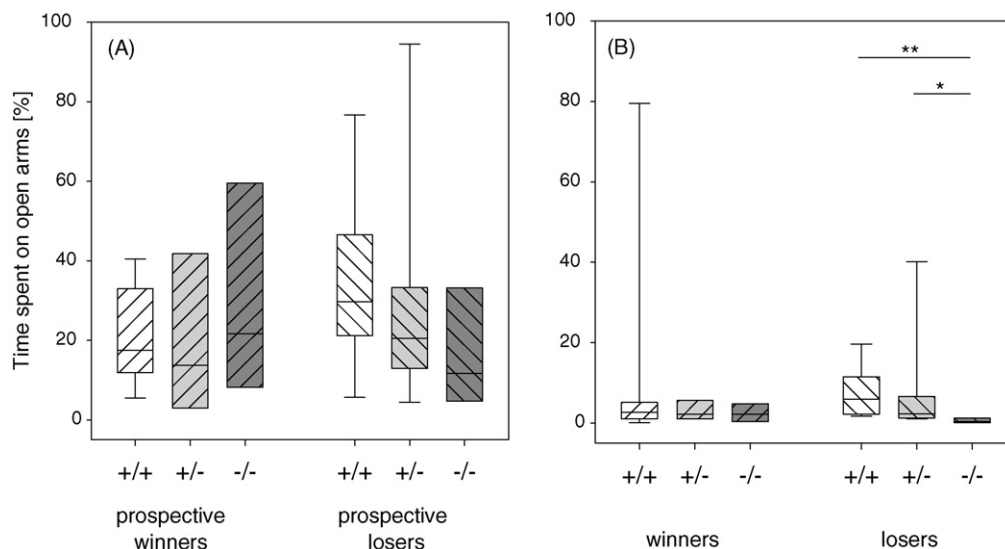 Time spent on open arms [%]
(A)
100
80
60
40
20
0
+/+ +/- -/- +/+ +/- -/-
prospective winners
prospective losers
(B)
100
80
60
40
20
0
**
*
+/+ +/- -/- +/+ +/- -/-
winners losers